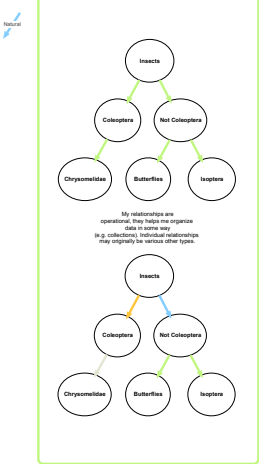 Natural
Insects
Coleoptera
Not Coleoptera
Chrysomelidae
Butterflies
Isoptera
My relationships are
operational, they helps me organize
data in some way
(e.g. collections). Individual relationships
may originally be various other types.
Insects
Coleoptera
Not Coleoptera
Chrysomelidae
Butterflies
Isoptera